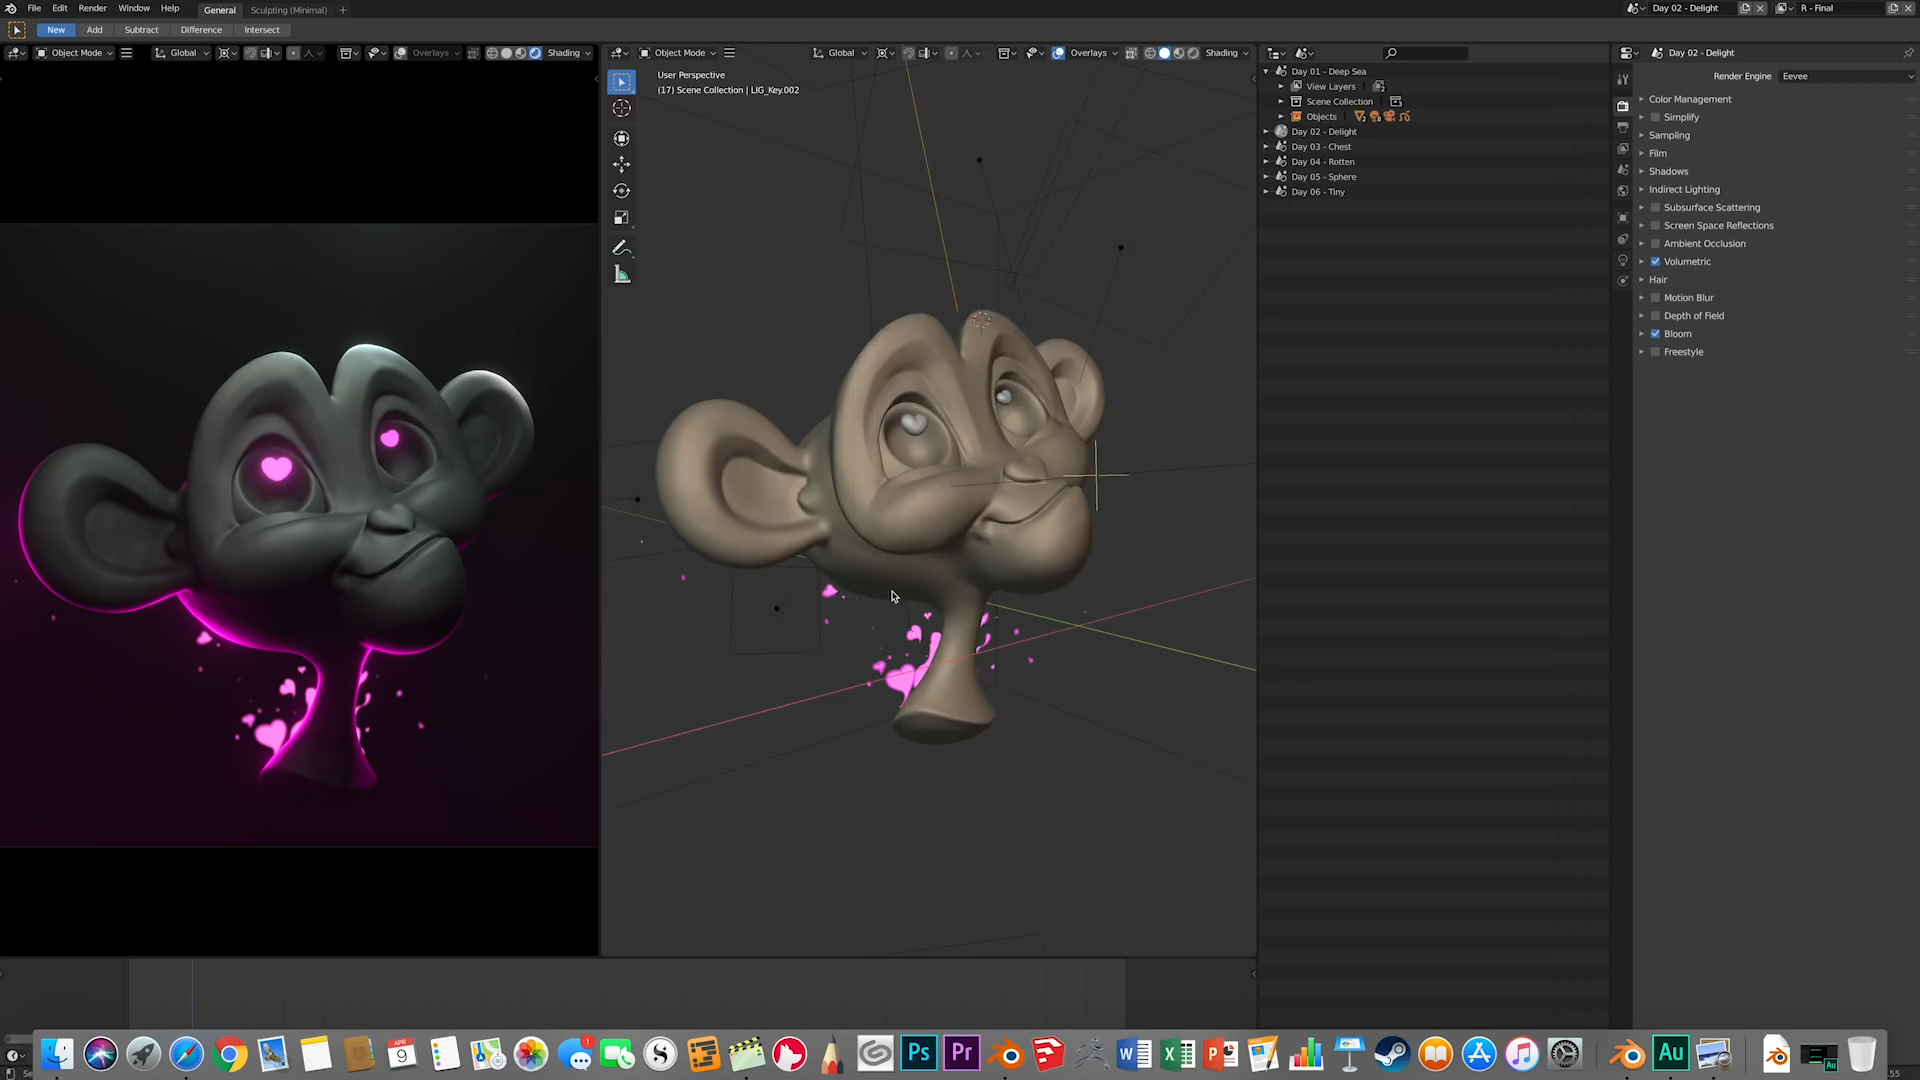 File Edit Render Window Help General Sculpting (Minimal) + Day 02 - Delight R - Final
New Add Subtract Difference Intersect
Object Mode Global Overlays Shading Object Mode Global Overlays Shading Day 02 - Delight
User Perspective
(17) Scene Collection | LIG_Key.002
Day 01 - Deep Sea
View Layers
Scene Collection
Objects
Day 02 - Delight
Day 03 - Chest
Day 04 - Rotten
Day 05 - Sphere
Day 06 - Tiny
Render Engine Eevee
Color Management
Simplify
Sampling
Film
Shadows
Indirect Lighting
Subsurface Scattering
Screen Space Reflections
Ambient Occlusion
Volumetric
Hair
Motion Blur
Depth of Field
Bloom
Freestyle
APR
9
1
Ps Pr W X P Au Au